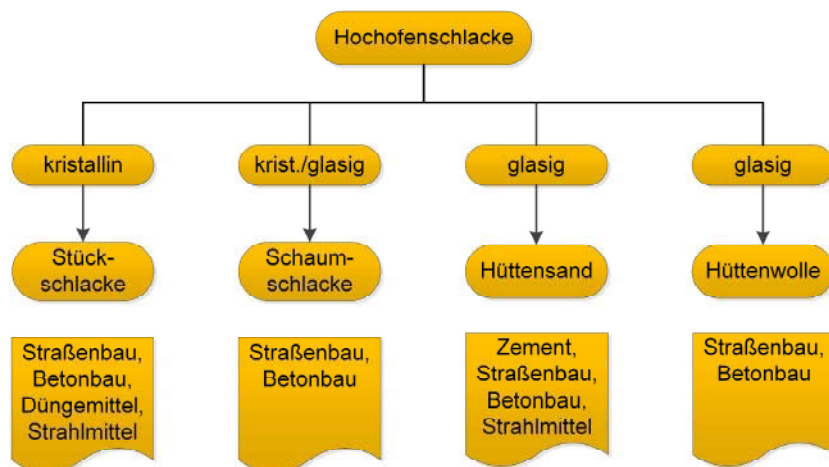 Hochofenschlacke
kristallin
krist./glasig
glasig
glasig
Stück-
schlacke
Schaum-
schlacke
Hüttensand
Hüttenwolle
Straßenbau,
Betonbau,
Düngemittel,
Strahlmittel
Straßenbau,
Betonbau
Zement,
Straßenbau,
Betonbau,
Strahlmittel
Straßenbau,
Betonbau